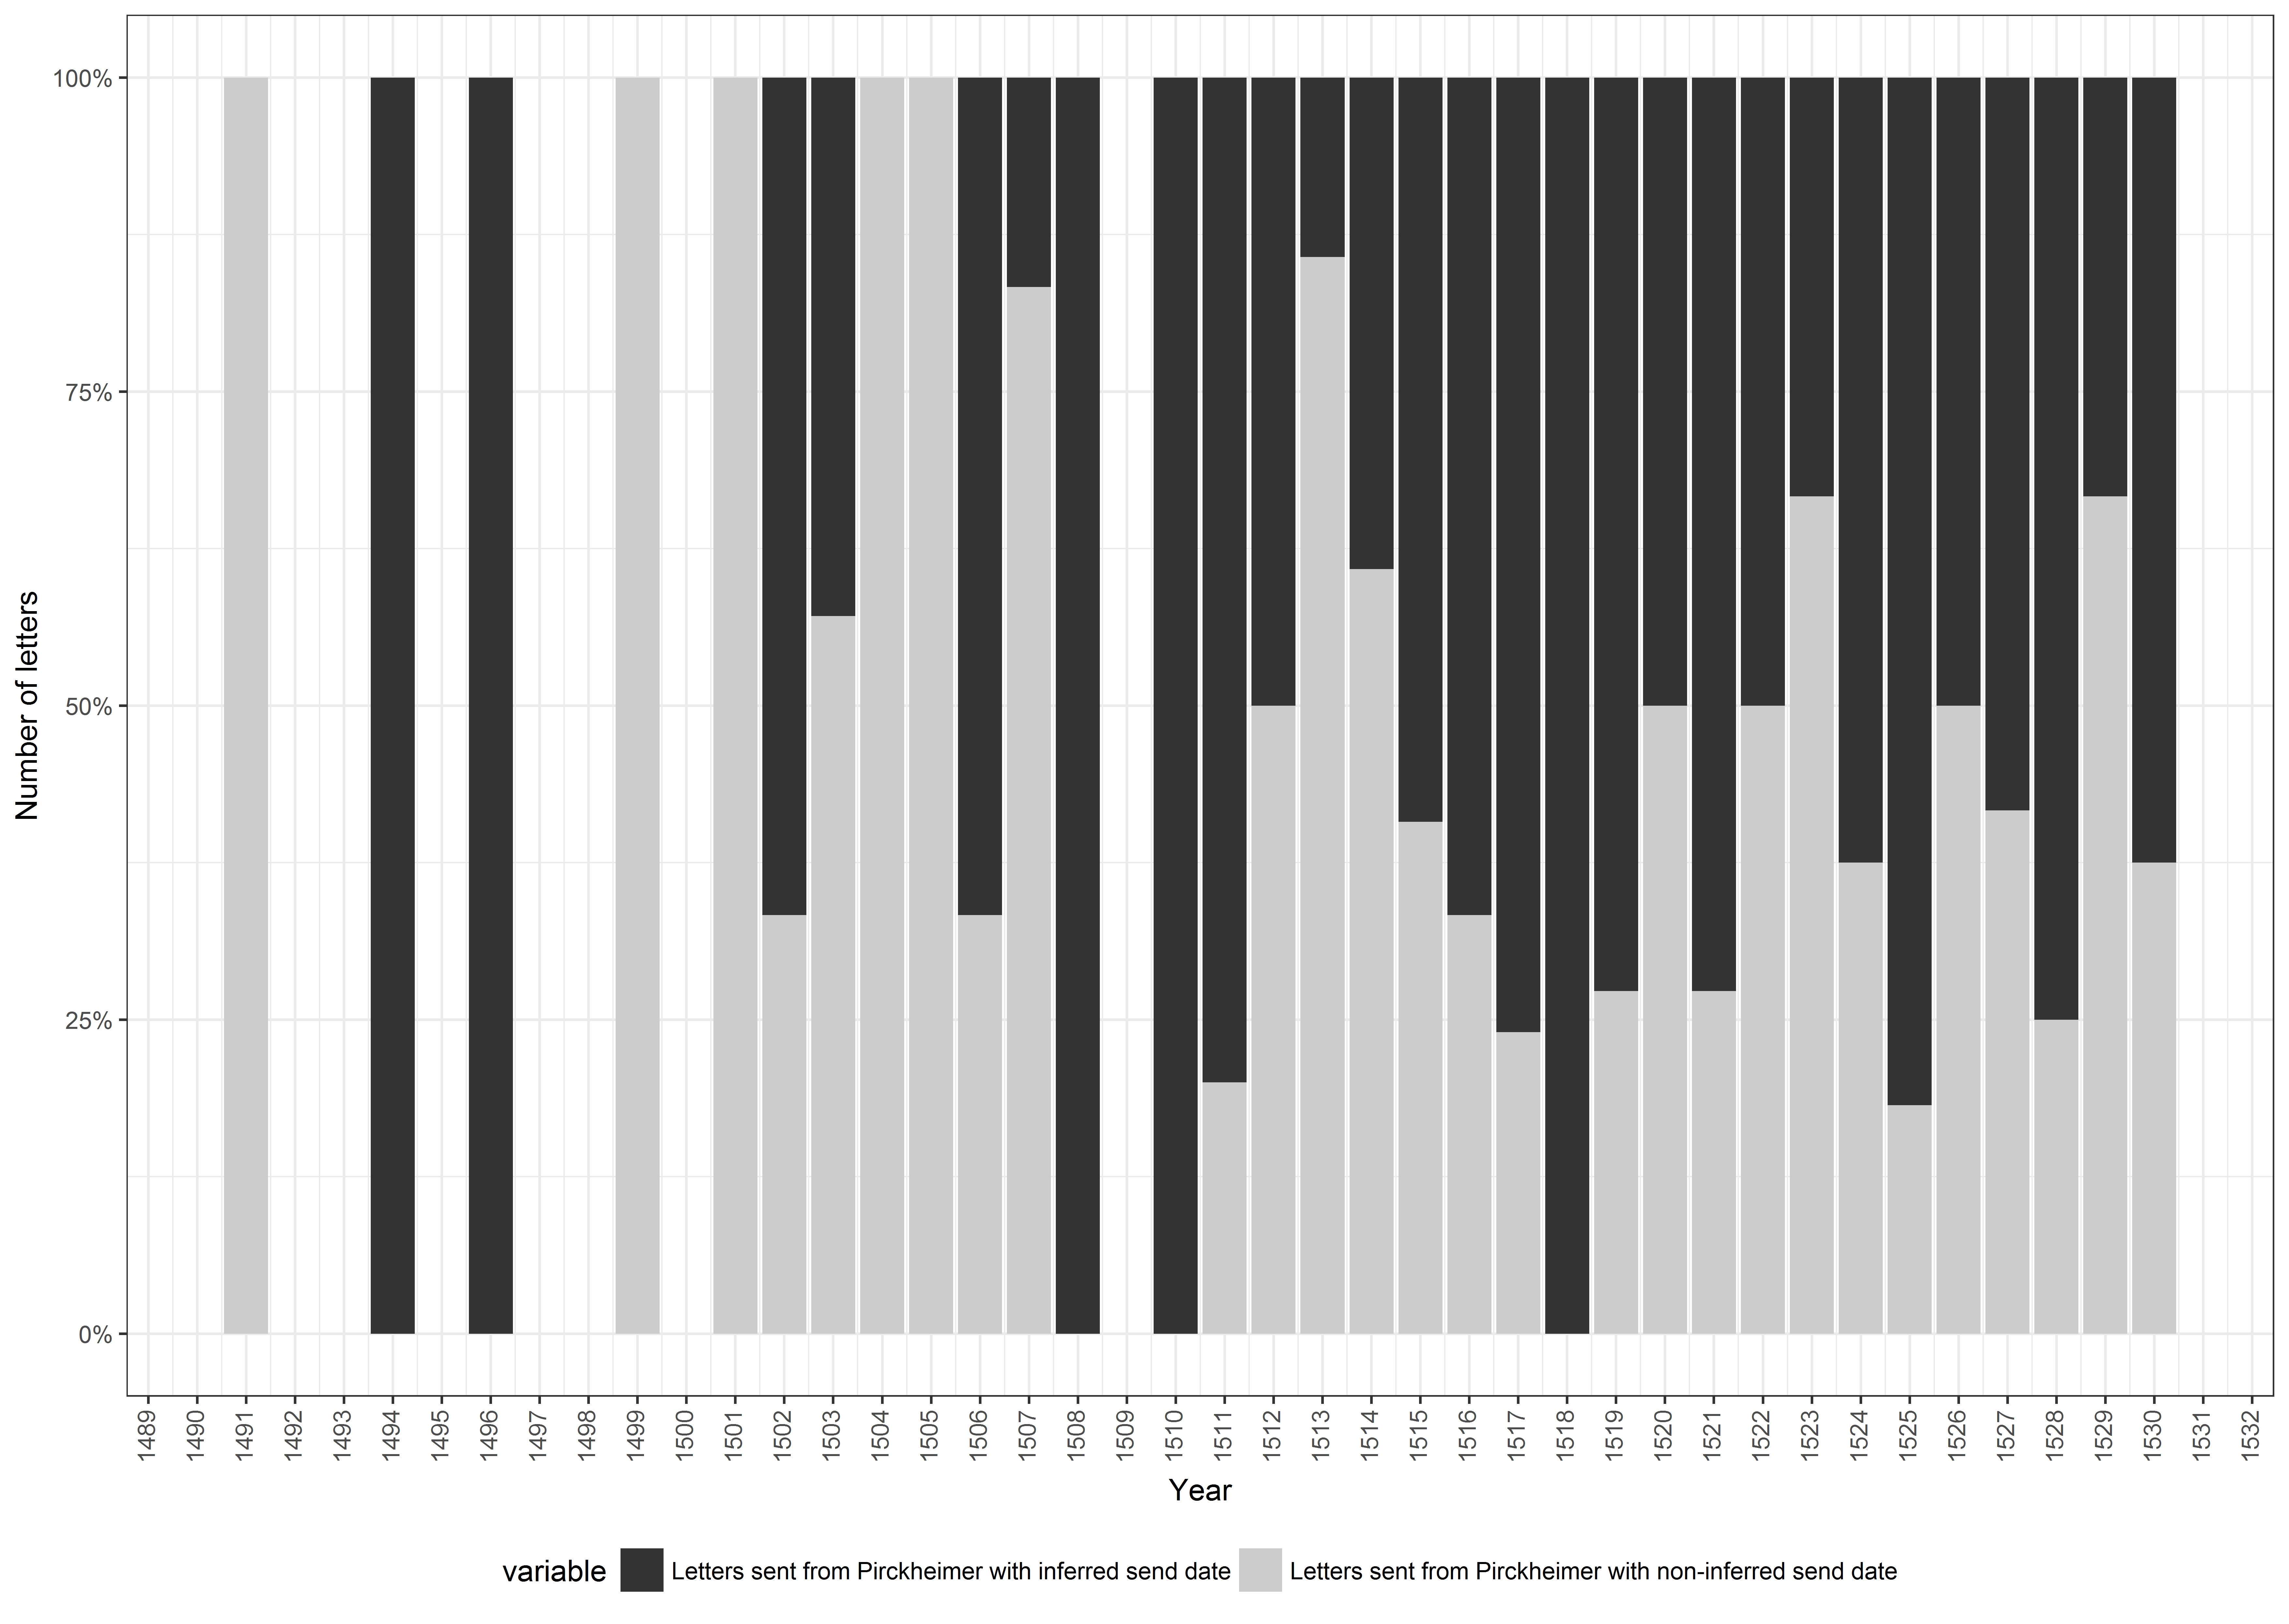 Number of letters
100%
75%
50%
25%
0%
1489 1490 1491 1492 1493 1494 1495 1496 1497 1498 1499 1500 1501 1502 1503 1504 1505 1506 1507 1508 1509 1510 1511 1512 1513 1514 1515 1516 1517 1518 1519 1520 1521 1522 1523 1524 1525 1526 1527 1528 1529 1530 1531 1532
Year
variable Letters sent from Pirckheimer with inferred send date Letters sent from Pirckheimer with non-inferred send date